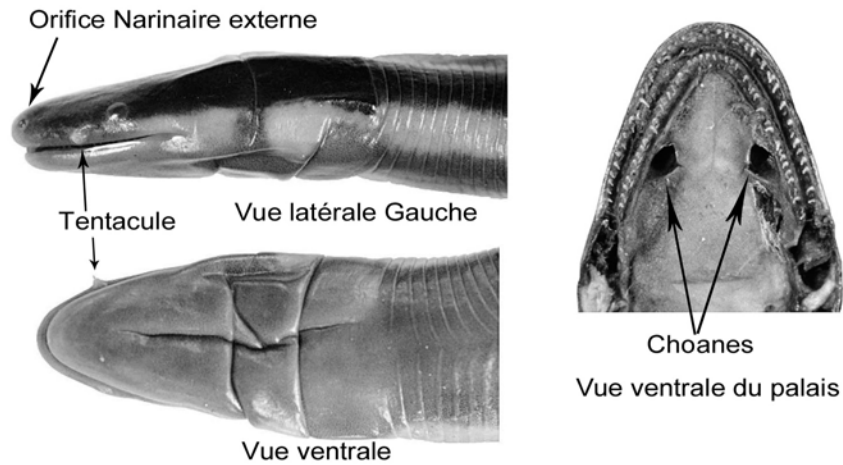 Orifice Narinaire externe
Tentacule
Vue latérale Gauche
Vue ventrale
Choanes
Vue ventrale du palais